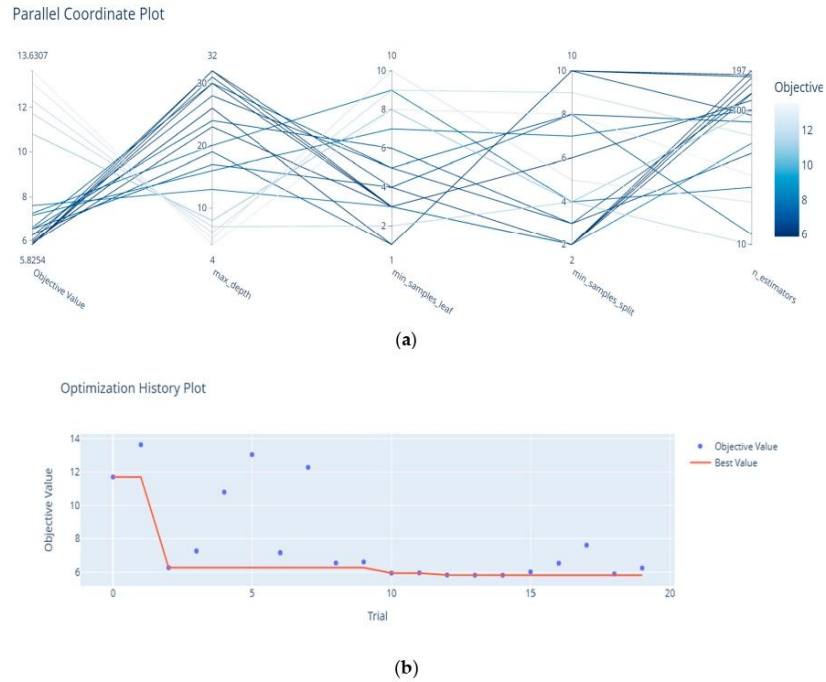 Parallel Coordinate Plot
13.6307 32 10 10
Objective
12 10 8 6
5.8254
30 20 10
4
10 8 6 4 2
1
10 8 6 4 2
2
197
10
12 10 8 6
Objective Value max_depth min_samples_leaf min_samples_split n_estimators
(a)
Optimization History Plot
14
12
10
8
6
Objective Value
0 5 10 15 20
Trial
Objective Value
Best Value
(b)